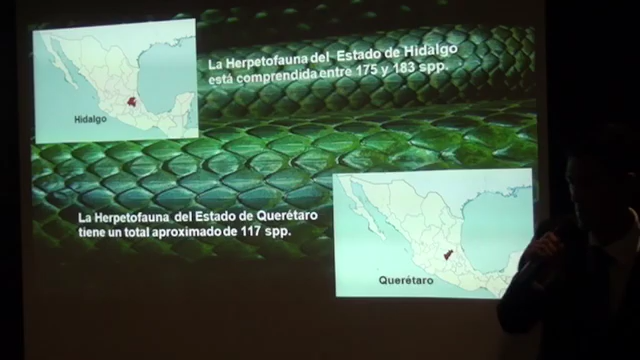 La Herpetofauna del Estado de Hidalgo
está comprendida entre 175 y 183 spp.
Hidalgo
La Herpetofauna del Estado de Querétaro
tiene un total aproximado de 117 spp.
Querétaro